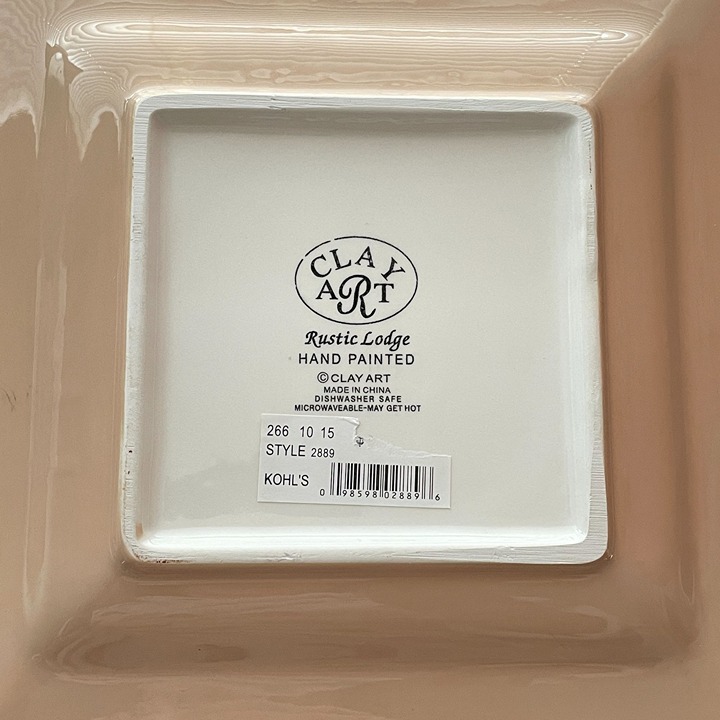 CLAY
ART
Rustic Lodge
HAND PAINTED
© CLAY ART
MADE IN CHINA
DISHWASHER SAFE
MICROWAVEABLE-MAY GET HOT
266 10 15
STYLE 2889
KOHL'S
0 98598 02889 6